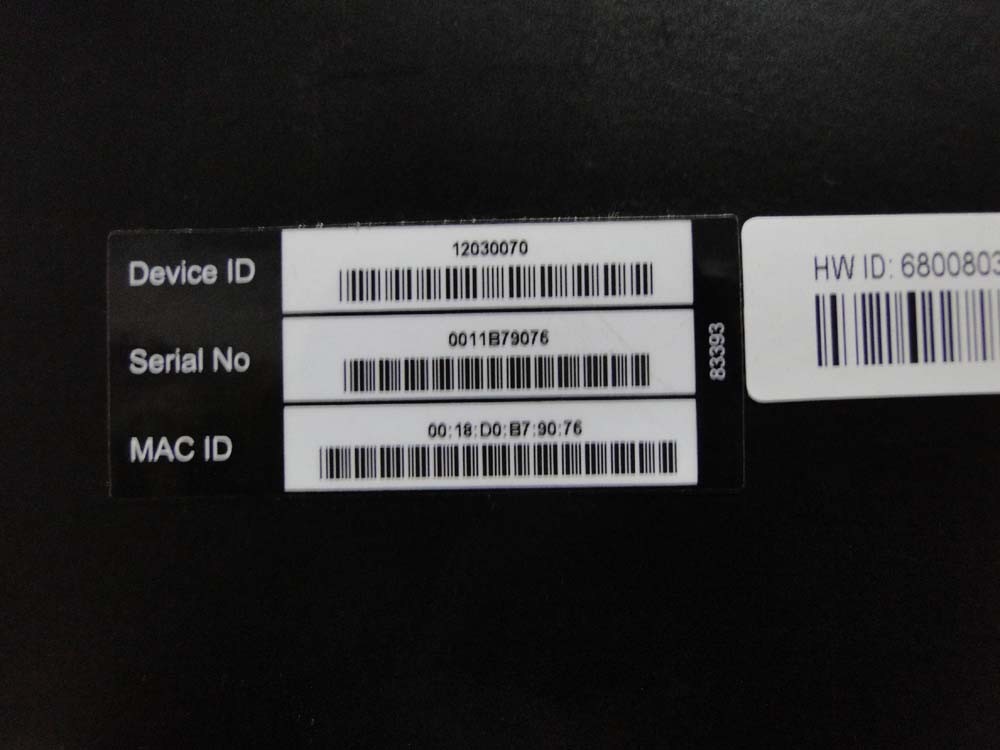 Device ID
12030070
Serial No
0011B79076
MAC ID
00:18:D0:B7:90:76
83393
HW ID: 6800803